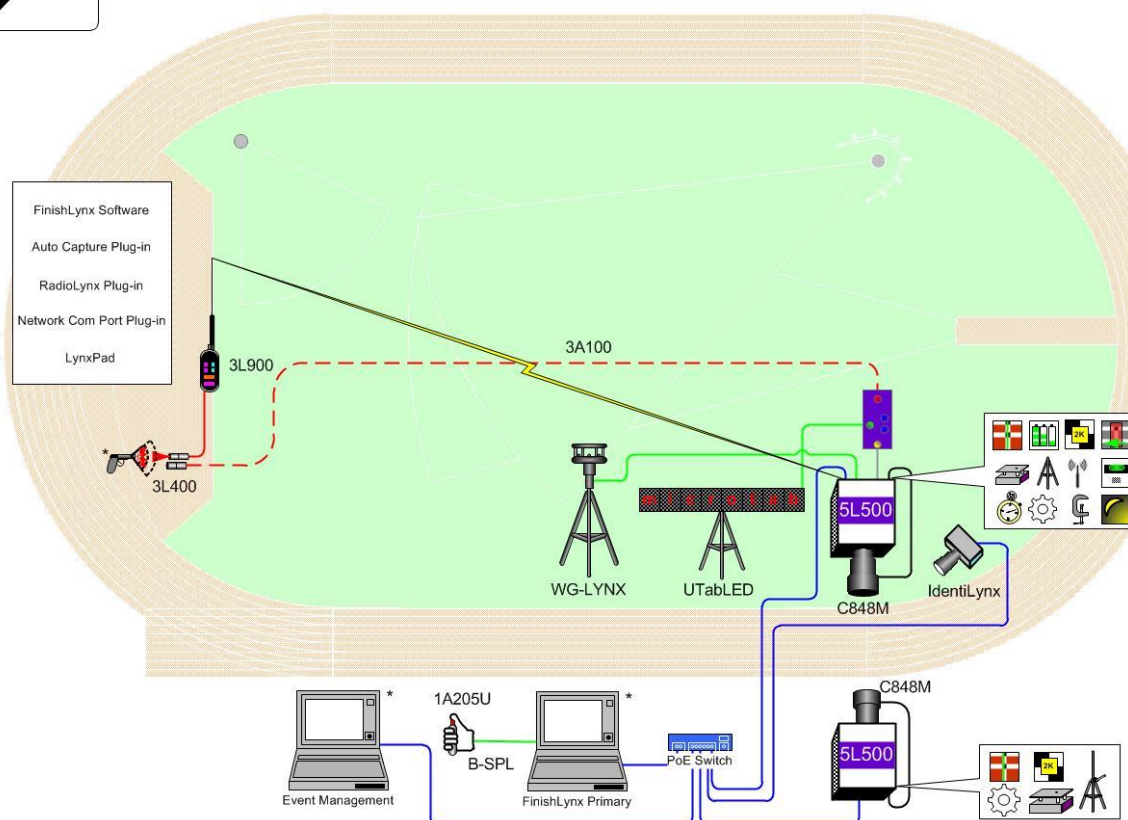 FinishLynx Software
Auto Capture Plug-in
RadioLynx Plug-in
Network Com Port Plug-in
LynxPad
3L900
3A100
*
3L400
microlab
2K
5L500
WG-LYNX
UTabLED
C848M
IdentiLynx
*
1A205U
*
C848M
B-SPL
PoE Switch
5L500
2K
Event Management
FinishLynx Primary